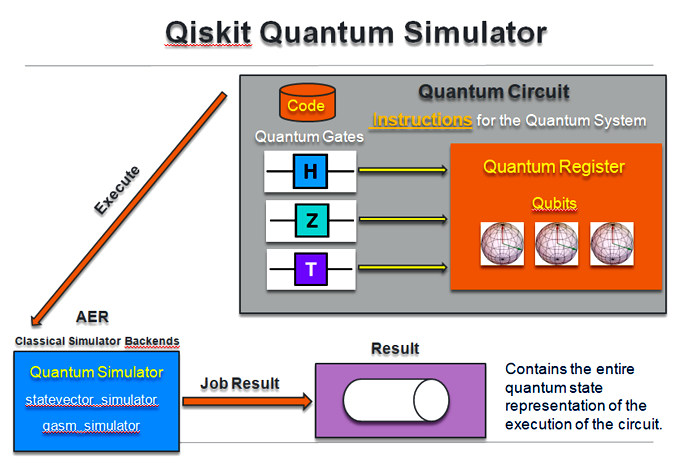 Qiskit Quantum Simulator
Code
Quantum Circuit
Instructions for the Quantum System
Quantum Gates
H
Z
T
Quantum Register
Qubits
Execute
AER
Classical Simulator Backends
Quantum Simulator
statevector_simulator
qasm_simulator
Job Result
Result
Contains the entire
quantum state
representation of the
execution of the circuit.